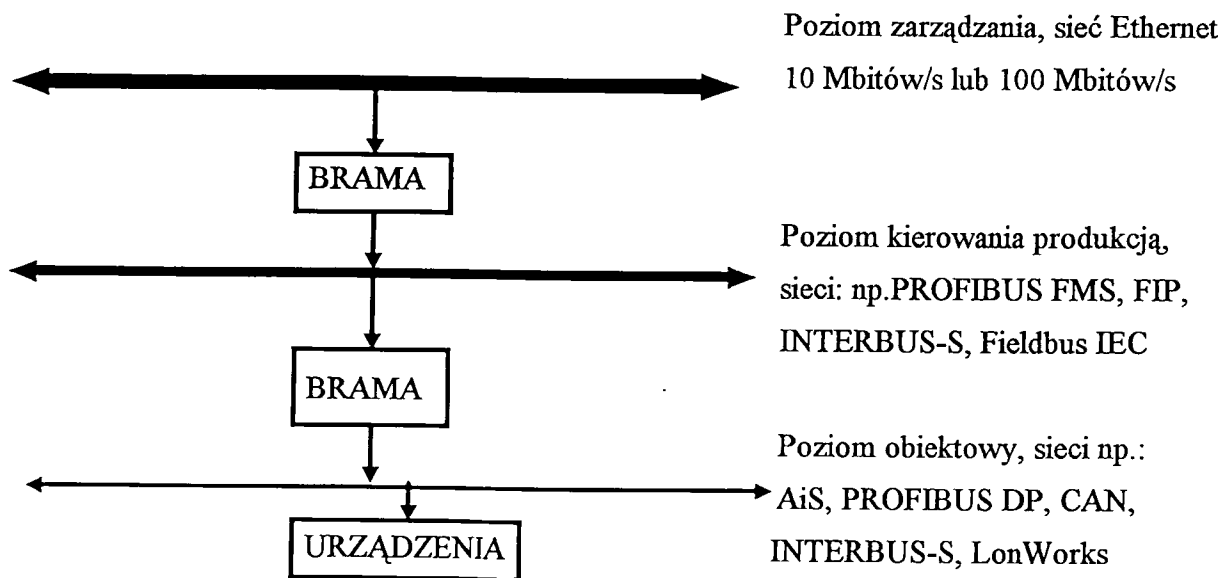 Poziom zarządzania, sieć Ethernet
10 Mbitów/s lub 100 Mbitów/s
BRAMA
Poziom kierowania produkcją,
sieci: np.PROFIBUS FMS, FIP,
INTERBUS-S, Fieldbus IEC
BRAMA
Poziom obiektowy, sieci np.:
AiS, PROFIBUS DP, CAN,
INTERBUS-S, LonWorks
URZĄDZENIA